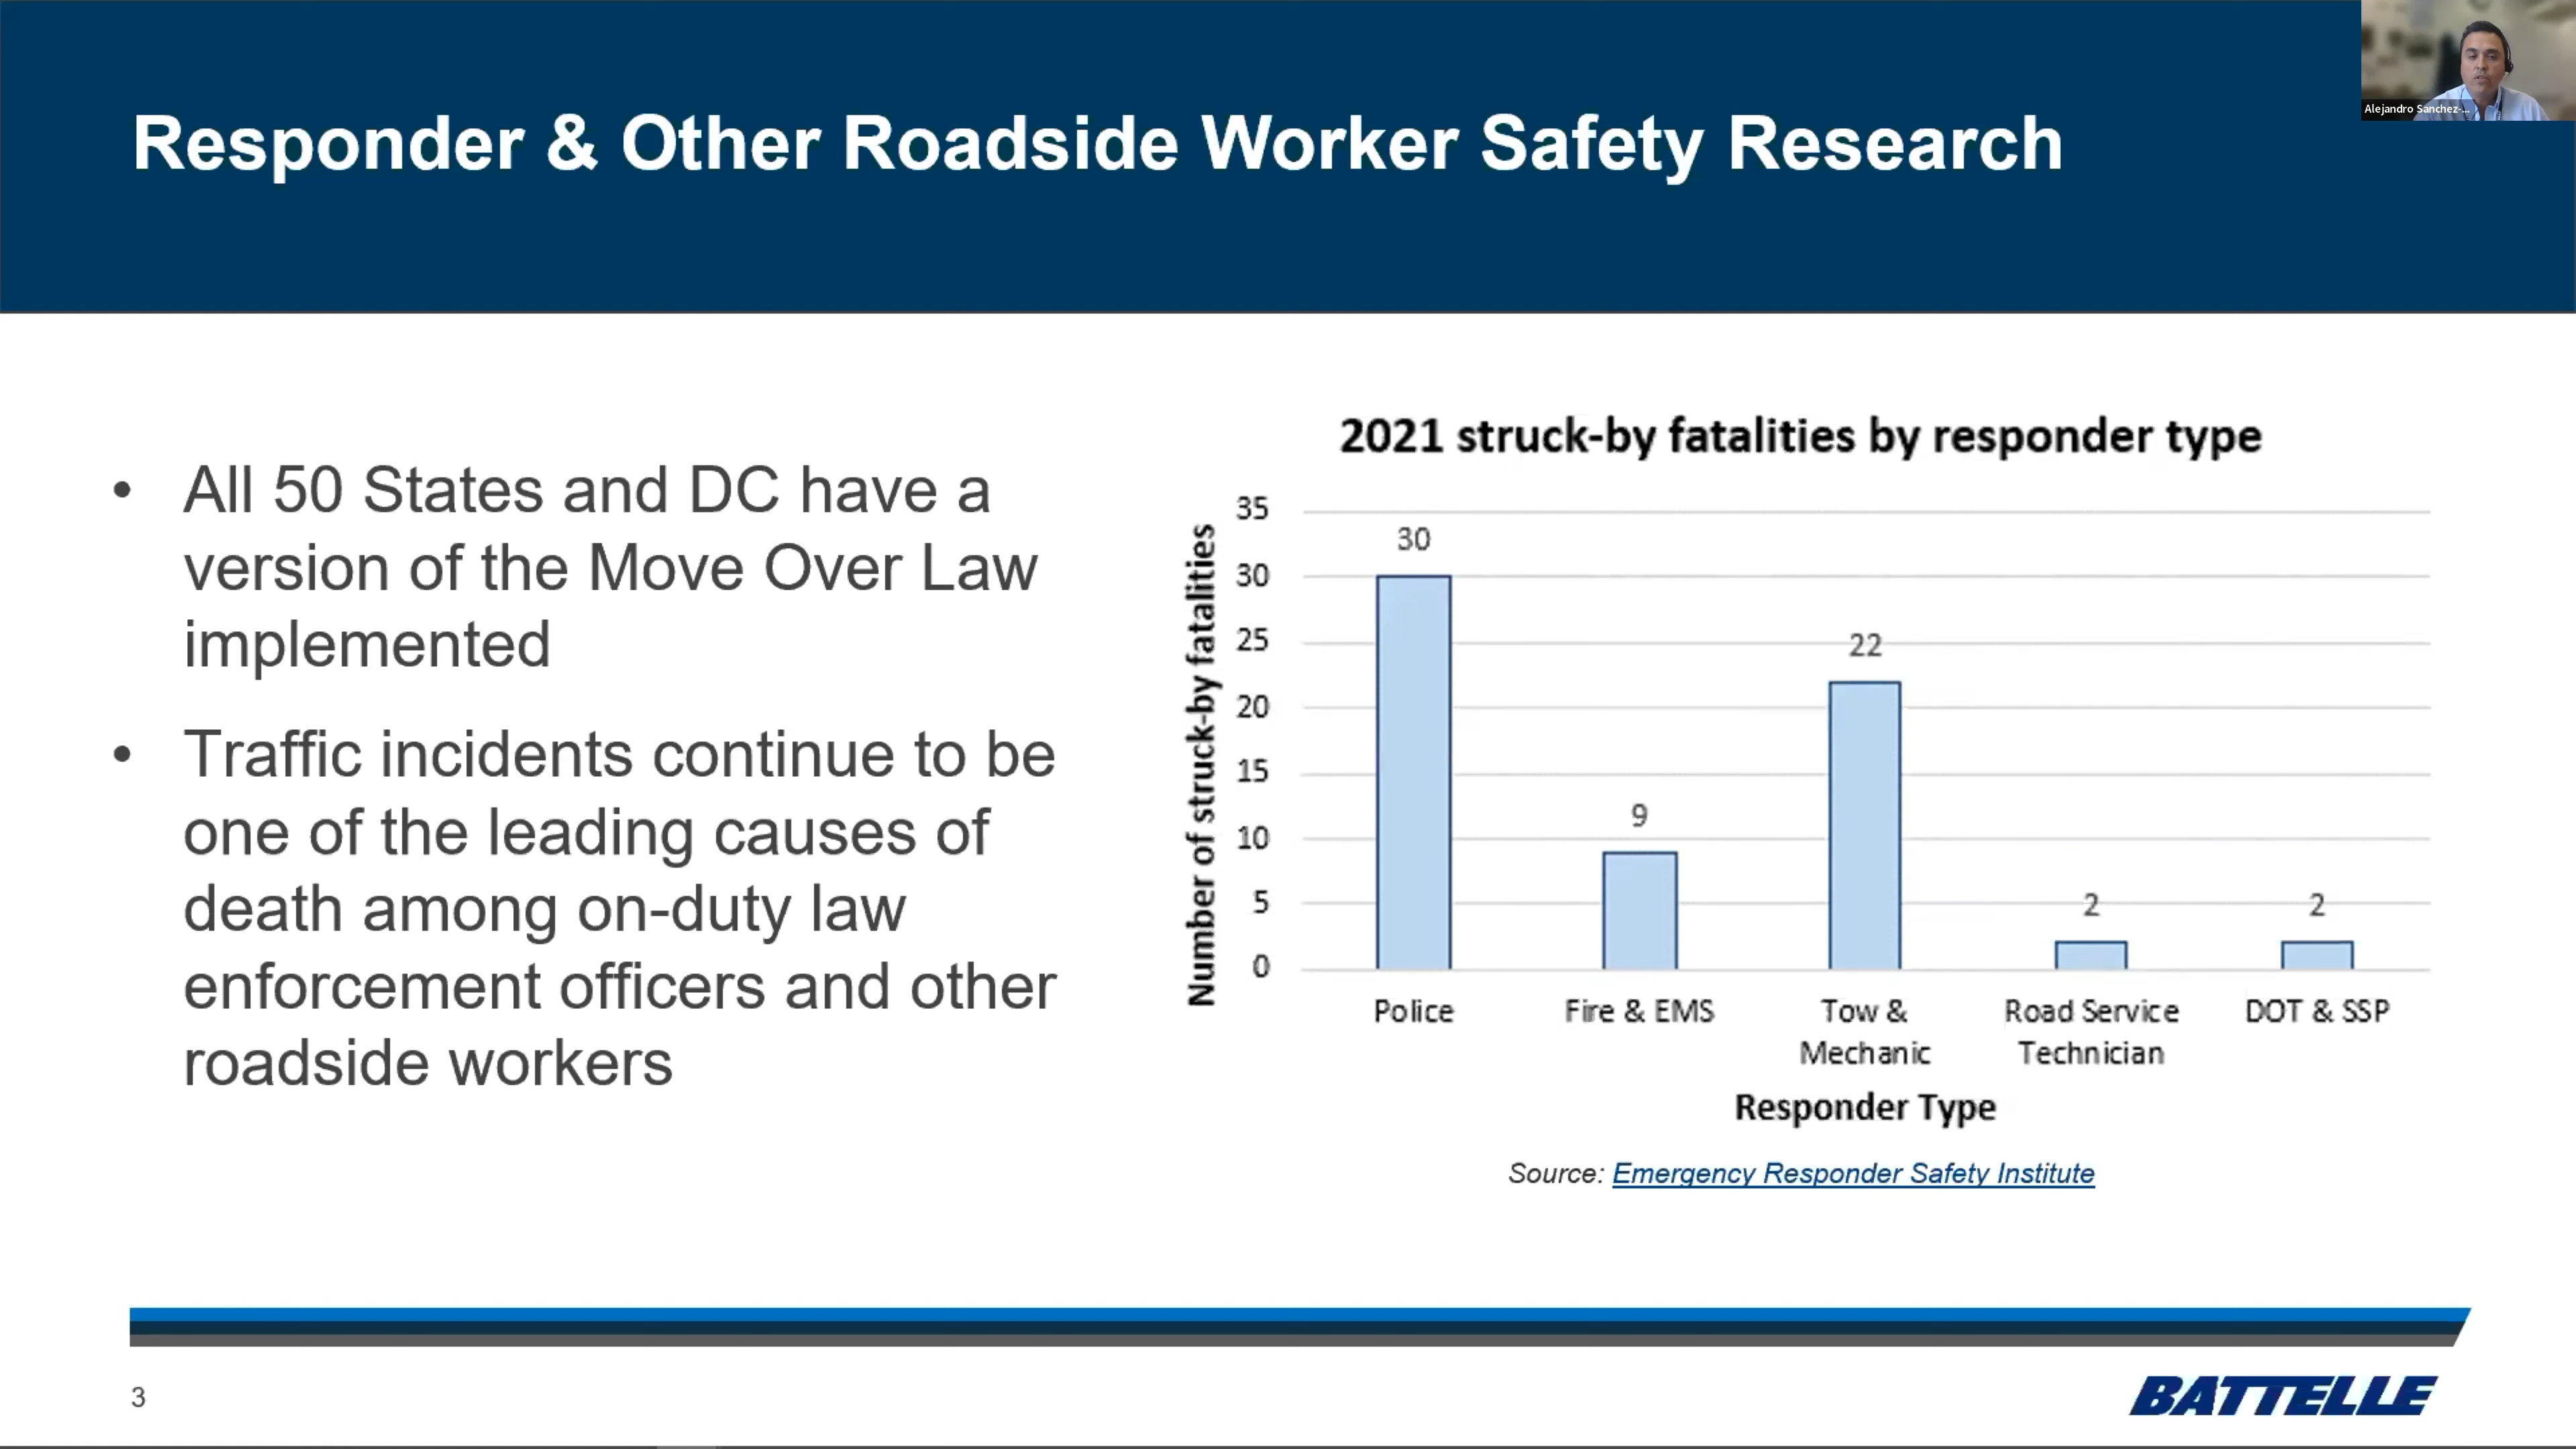 Responder & Other Roadside Worker Safety Research
Alejandro Sanchez-...
• All 50 States and DC have a
version of the Move Over Law
implemented
• Traffic incidents continue to be
one of the leading causes of
death among on-duty law
enforcement officers and other
roadside workers
2021 struck-by fatalities by responder type
Number of struck-by fatalities
35
30
25
20
15
10
5
0
30
9
22
2
2
Police
Fire & EMS
Tow &
Mechanic
Road Service
Technician
DOT & SSP
Responder Type
Source: Emergency Responder Safety Institute
3
BATTELLE